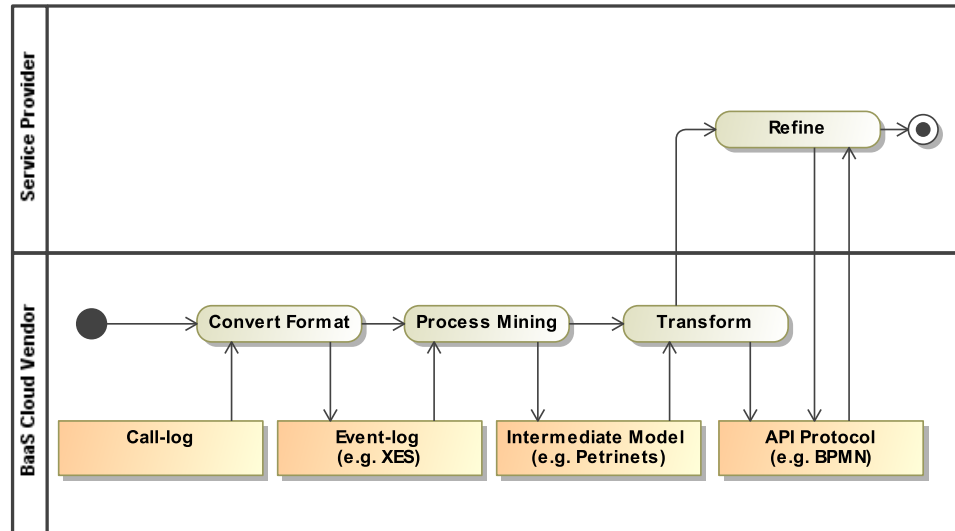 Service Provider
Refine
BaaS Cloud Vendor
Convert Format
Process Mining
Transform
Call-log
Event-log
(e.g. XES)
Intermediate Model
(e.g. Petrinets)
API Protocol
(e.g. BPMN)